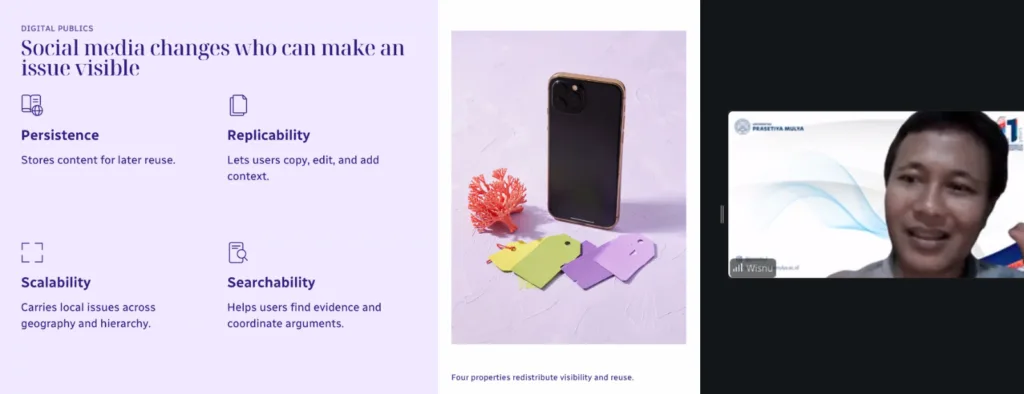 DIGITAL PUBLICS
Social media changes who can make an
issue visible
Persistence
Stores content for later reuse.
Replicability
Lets users copy, edit, and add
context.
Scalability
Carries local issues across
geography and hierarchy.
Searchability
Helps users find evidence and
coordinate arguments.
Four properties redistribute visibility and reuse.
UNIVERSITAS
PRASETIYA MULYA
Wisnu